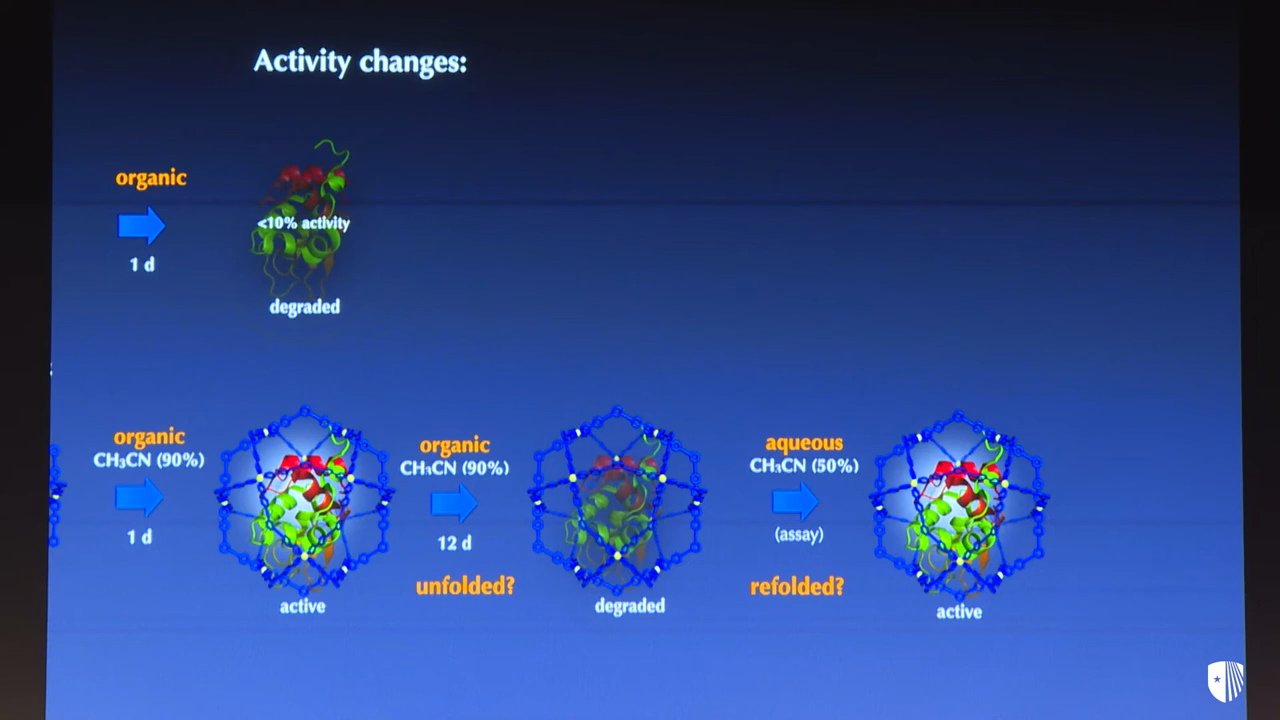 Activity changes:
organic
1 d
<10% activity
degraded
organic
CH₃CN (90%)
1 d
active
organic
CH₃CN (90%)
12 d
unfolded?
degraded
aqueous
CH₃CN (50%)
(assay)
refolded?
active